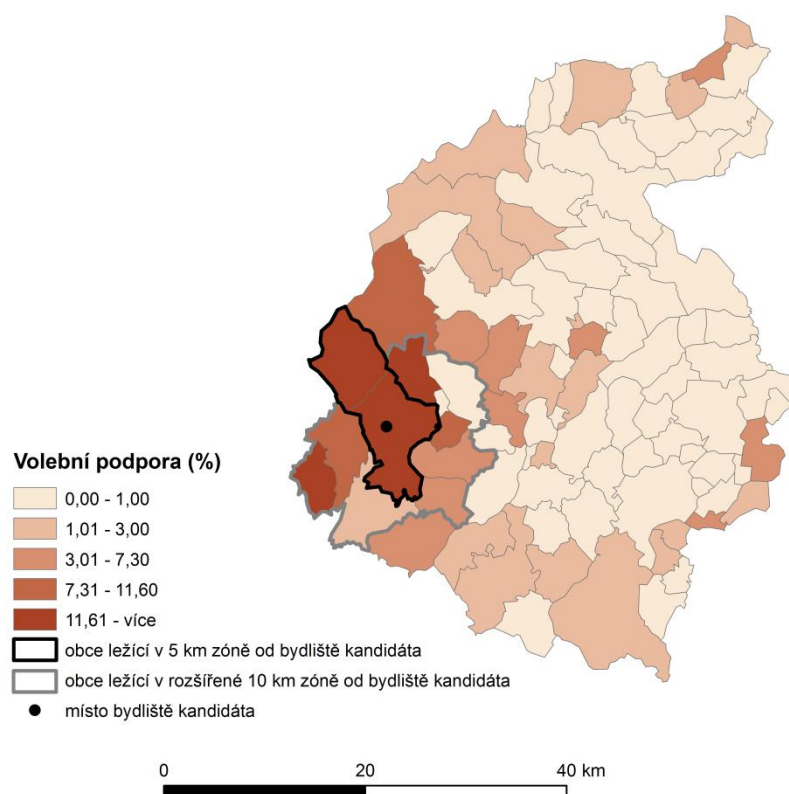 Volební podpora (%)
0,00 - 1,00
1,01 - 3,00
3,01 - 7,30
7,31 - 11,60
11,61 - více
obce ležící v 5 km zóně od bydliště kandidáta
obce ležící v rozšířené 10 km zóně od bydliště kandidáta
místo bydliště kandidáta
0 20 40 km